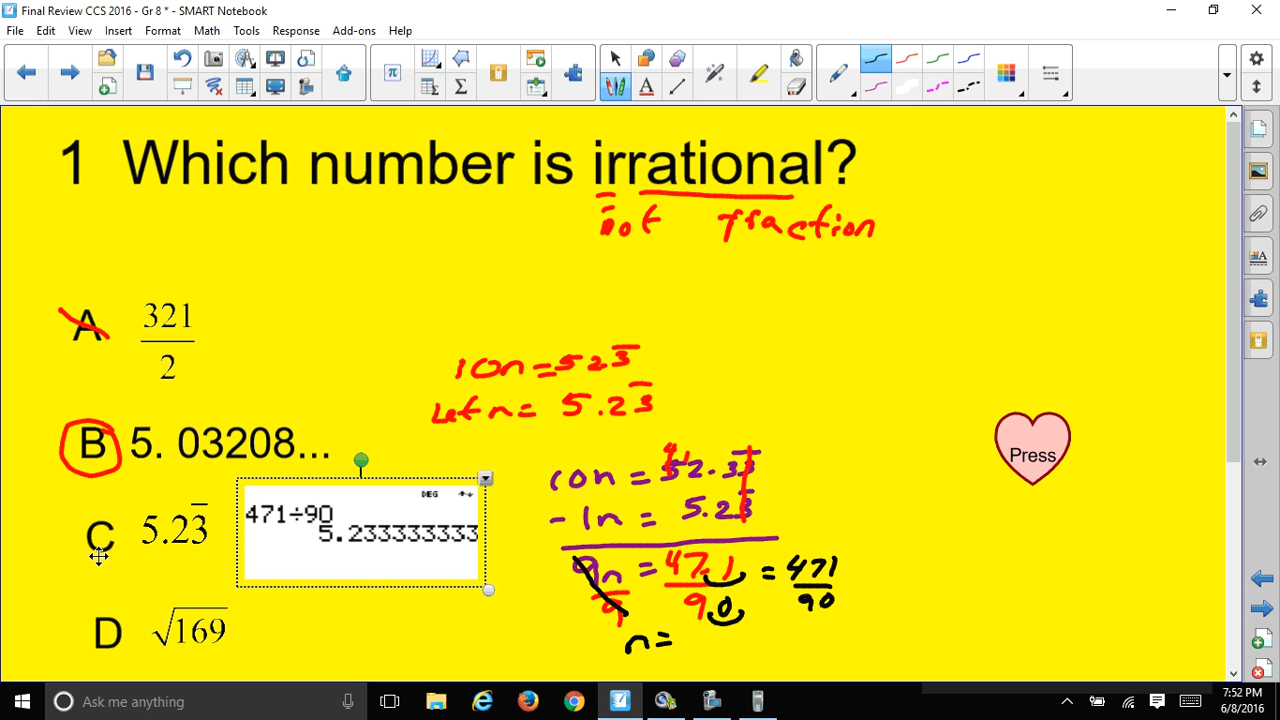 Final Review CCS 2016 - Gr 8 * - SMART Notebook
File Edit View Insert Format Math Tools Response Add-ons Help
1 Which number is irrational?
not fraction
A 321/2
10n = 52.3̅
Let n = 5.23̅
B 5. 03208...
Press
DEG
471÷90
5.233333333
C 5.23̅
10n = 52.33̅
- 1n = 5.23̅
9n/9 = 47.1/90 = 471/90
n =
D √169
Ask me anything
7:52 PM
6/8/2016